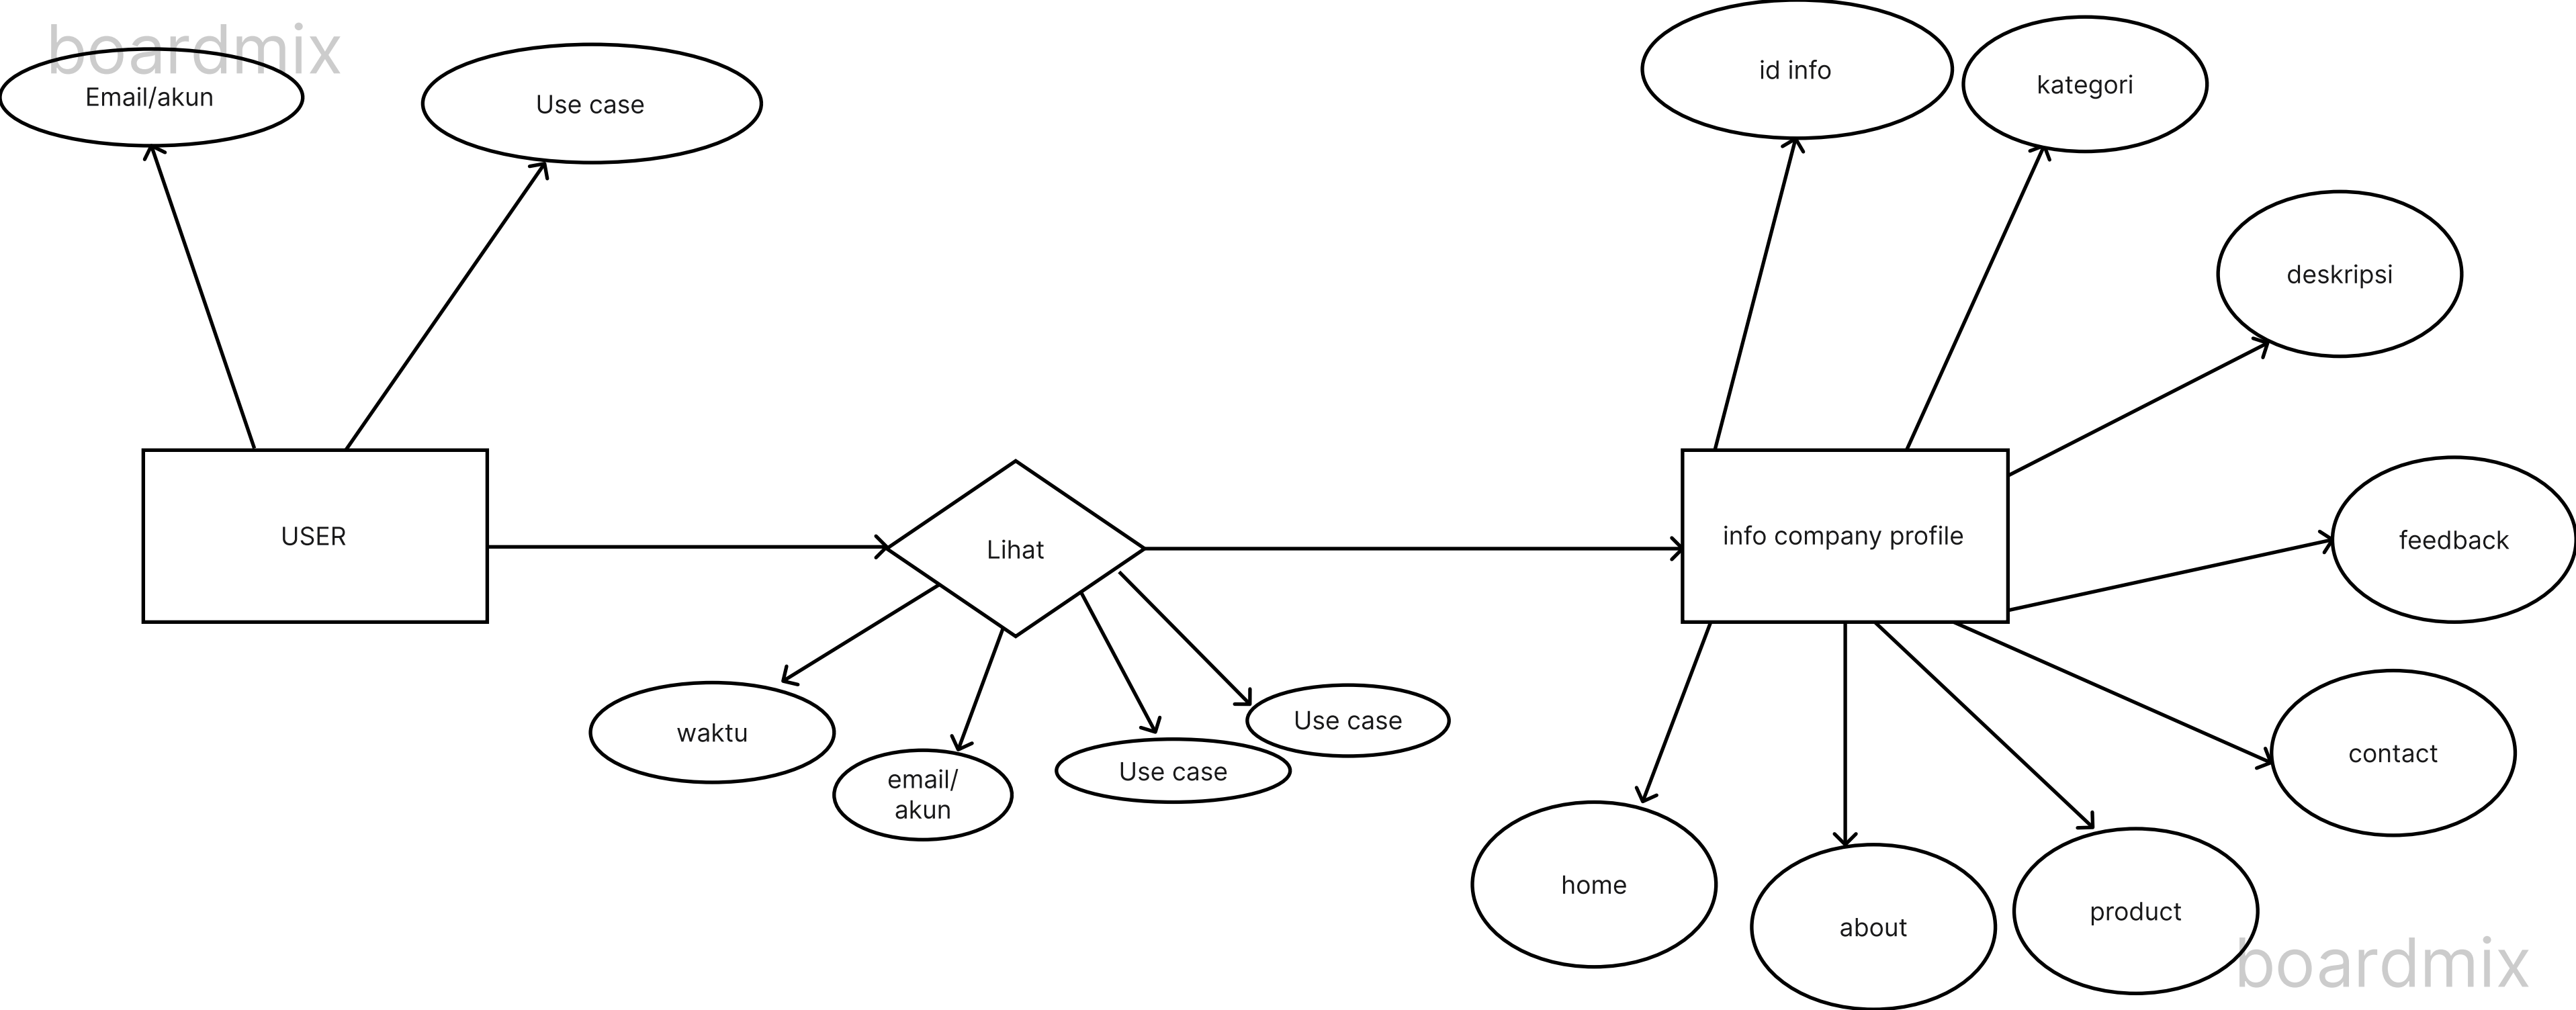 boardmix
Email/akun
Use case
id info
kategori
deskripsi
USER
Lihat
info company profile
feedback
waktu
email/
akun
Use case
Use case
contact
home
about
product
boardmix